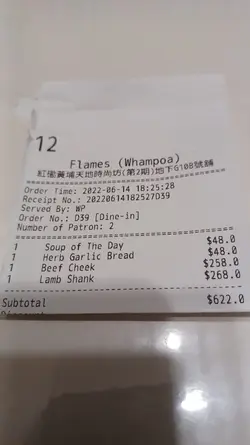 12
Flames (Whampoa)
紅磡黃埔天地時尚坊(第2期)地下G10B號舖
Order Time: 2022-06-14 18:25:28
Receipt No.: 20220614182527D39
Served By: WP
Order No.: D39 [Dine-in]
Number of Patron: 2
1 Soup of The Day $48.0
1 Herb Garlic Bread $48.0
1 Beef Cheek $258.0
1 Lamb Shank $268.0
Subtotal $622.0